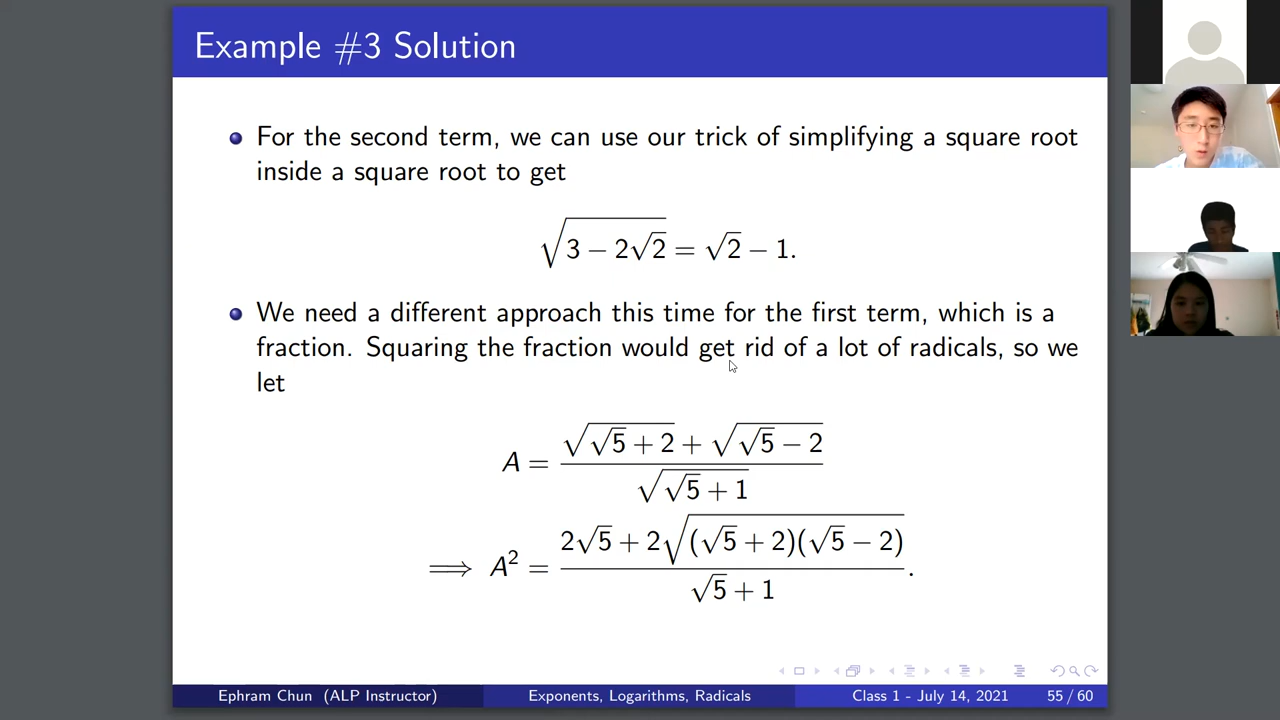 Example #3 Solution
For the second term, we can use our trick of simplifying a square root
inside a square root to get
√(3 − 2√2) = √2 − 1.
We need a different approach this time for the first term, which is a
fraction. Squaring the fraction would get rid of a lot of radicals, so we
let
A = (√(√5 + 2) + √(√5 − 2)) / √(√5 + 1)
⟹ A² = (2√5 + 2√((√5 + 2)(√5 − 2))) / (√5 + 1).
Ephram Chun (ALP Instructor) Exponents, Logarithms, Radicals Class 1 - July 14, 2021 55 / 60